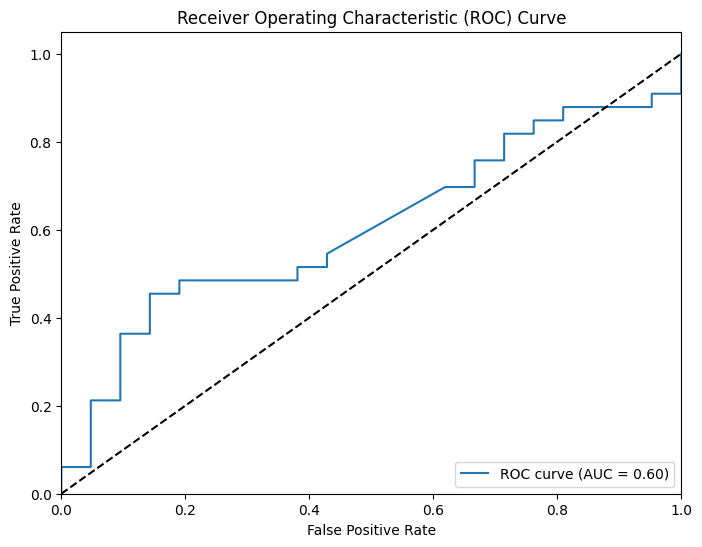 Receiver Operating Characteristic (ROC) Curve
1.0
0.8
0.6
0.4
0.2
0.0
True Positive Rate
ROC curve (AUC = 0.60)
0.0 0.2 0.4 0.6 0.8 1.0
False Positive Rate